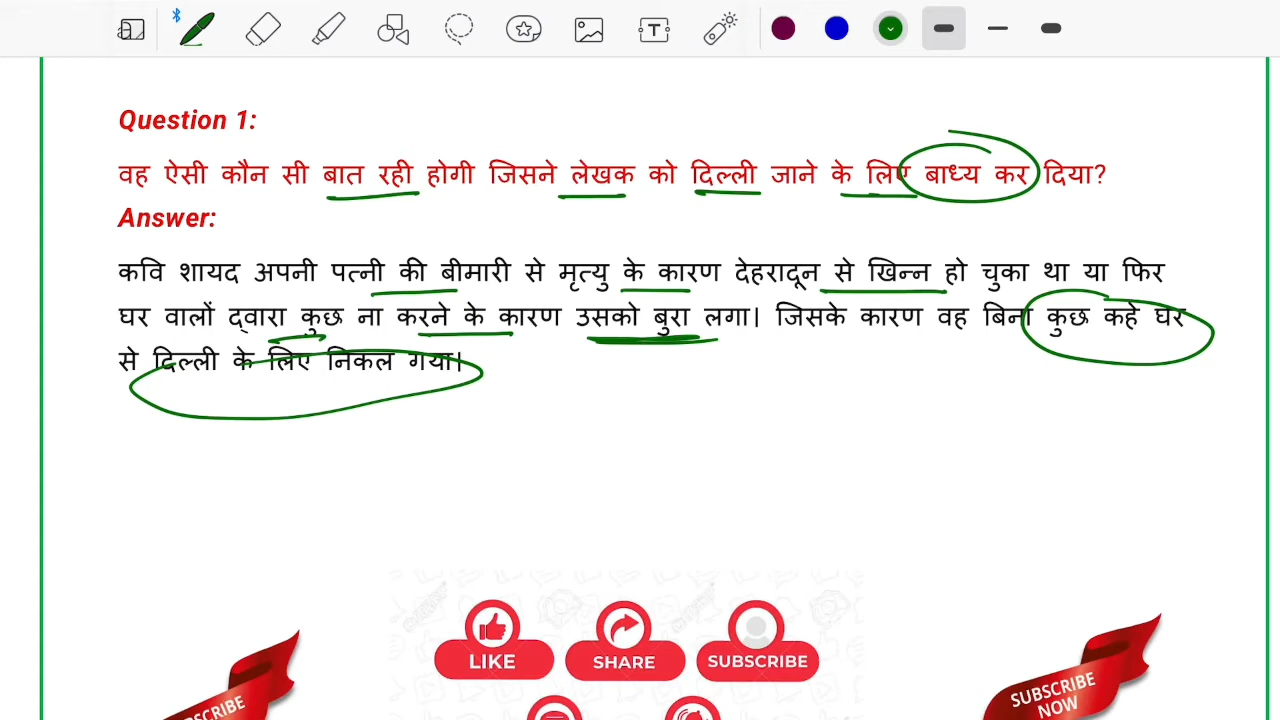 Question 1:
वह ऐसी कौन सी बात रही होगी जिसने लेखक को दिल्ली जाने के लिए बाध्य कर दिया?
Answer:
कवि शायद अपनी पत्नी की बीमारी से मृत्यु के कारण देहरादून से खिन्न हो चुका था या फिर
घर वालों द्वारा कुछ ना करने के कारण उसको बुरा लगा। जिसके कारण वह बिना कुछ कहे घर
से दिल्ली के लिए निकल गया।
LIKE SHARE SUBSCRIBE
SUBSCRIBE
SUBSCRIBE
NOW